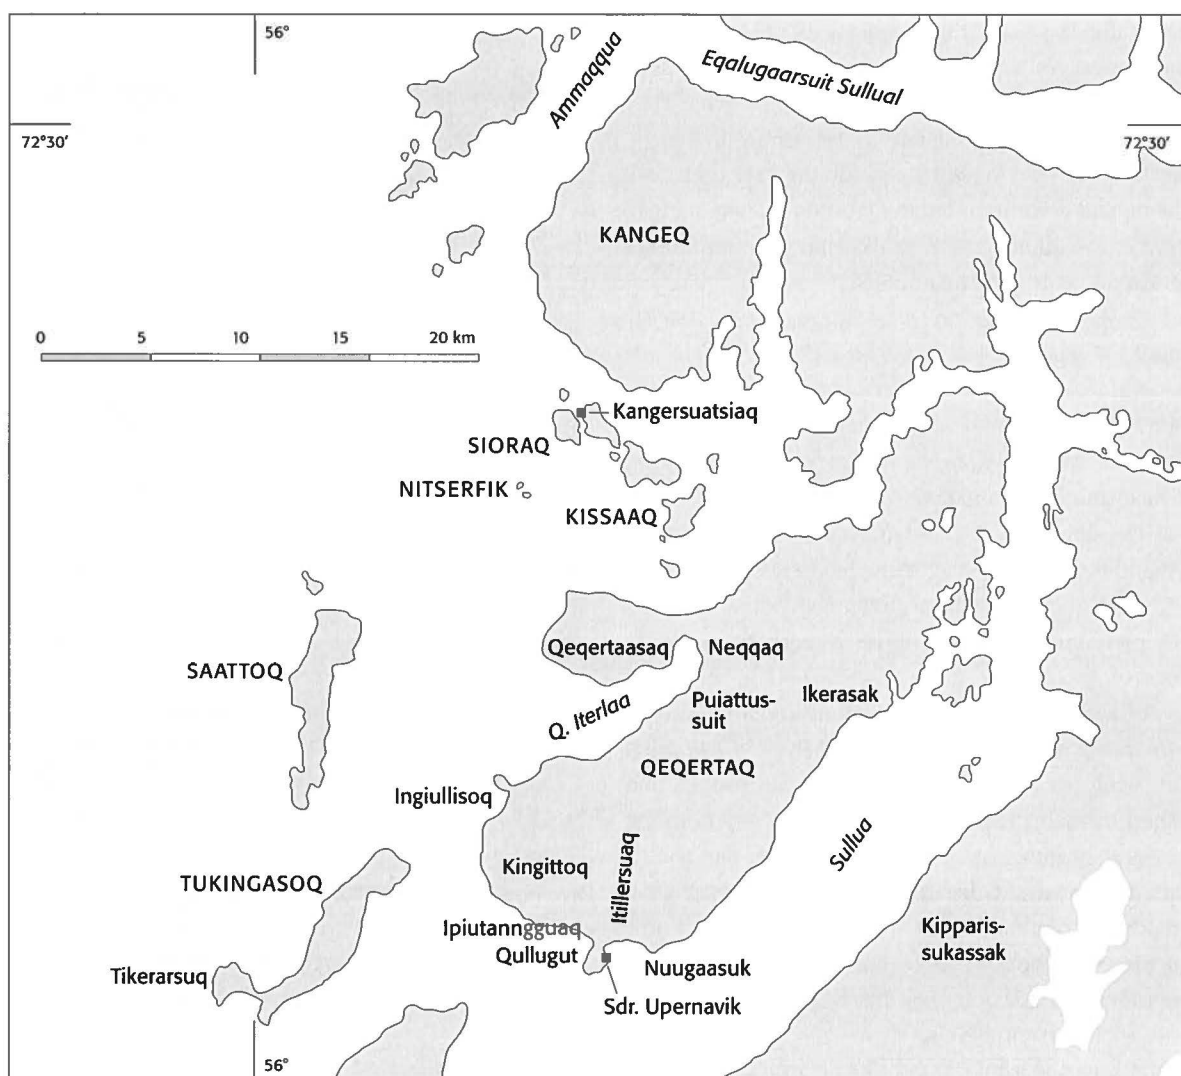 56°
Ammaqqua
Eqalugaarsuit Sullual
72°30′
72°30′
KANGEQ
0 5 10 15 20 km
Kangersuatsiaq
SIORAQ
NITSERFIK
KISSAAQ
Qeqertaasaq
Neqqaq
SAATTOQ
Ikerasak
Puiattus-
suit
Q. Iterlaa
QEQERTAQ
Ingiullisoq
Sullua
Kingittoq
Itillersuaq
TUKINGASOQ
Ipiutanngguaq
Kipparis-
sukassak
Qullugut
Nuugaasuk
Tikerarsuq
Sdr. Upernavik
56°